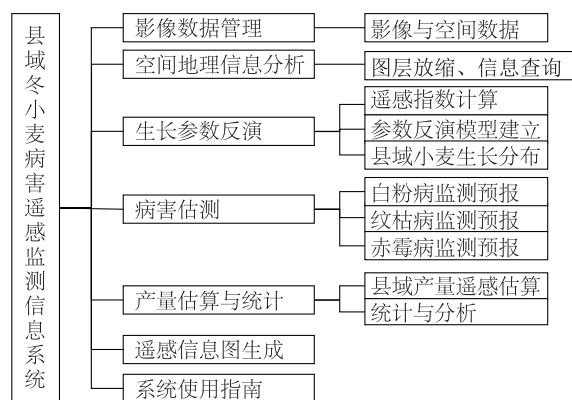 县域冬小麦病害遥感监测信息系统
影像数据管理
影像与空间数据
空间地理信息分析
图层放缩、信息查询
生长参数反演
遥感指数计算
参数反演模型建立
县域小麦生长分布
病害估测
白粉病监测预报
纹枯病监测预报
赤霉病监测预报
产量估算与统计
县域产量遥感估算
统计与分析
遥感信息图生成
系统使用指南